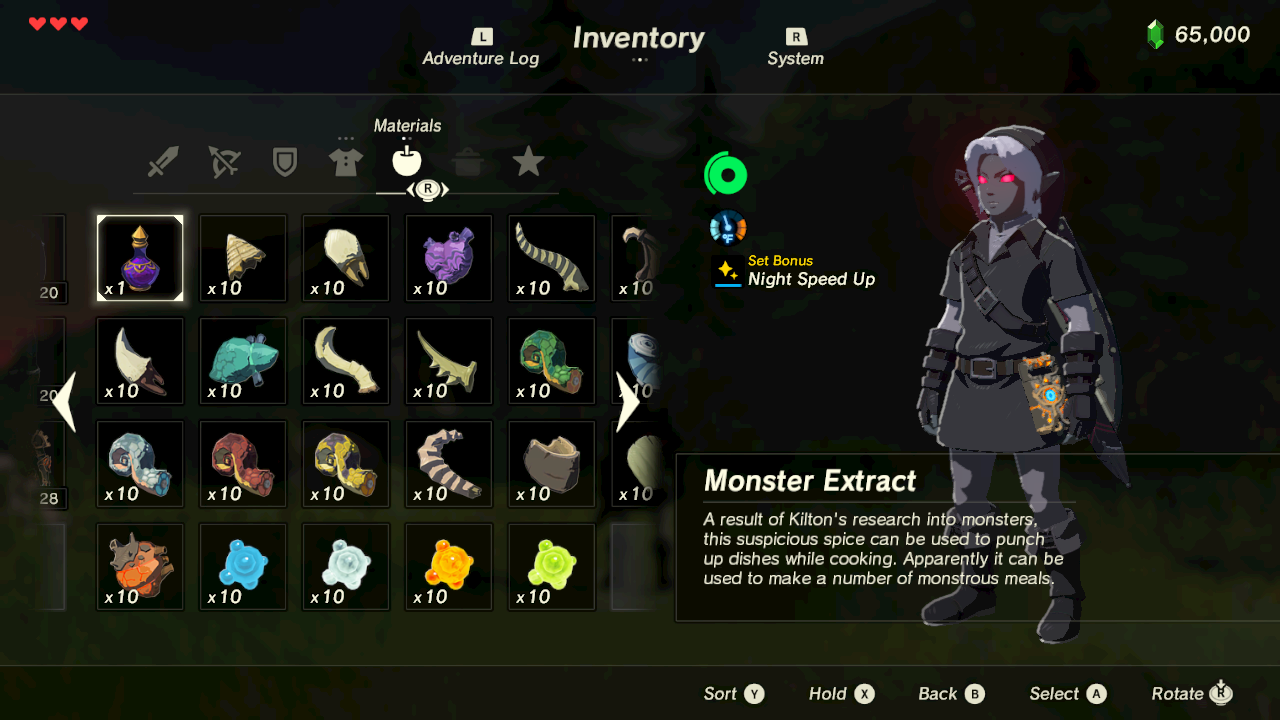 L
Adventure Log
Inventory
R
System
65,000
Materials
R
°F
Set Bonus
Night Speed Up
20
x1
x10
x10
x10
x10
x10
20
x10
x10
x10
x10
x10
10
28
x10
x10
x10
x10
x10
x10
x10
x10
x10
x10
x10
Monster Extract
A result of Kilton's research into monsters,
this suspicious spice can be used to punch
up dishes while cooking. Apparently it can be
used to make a number of monstrous meals.
Sort Y
Hold X
Back B
Select A
Rotate R